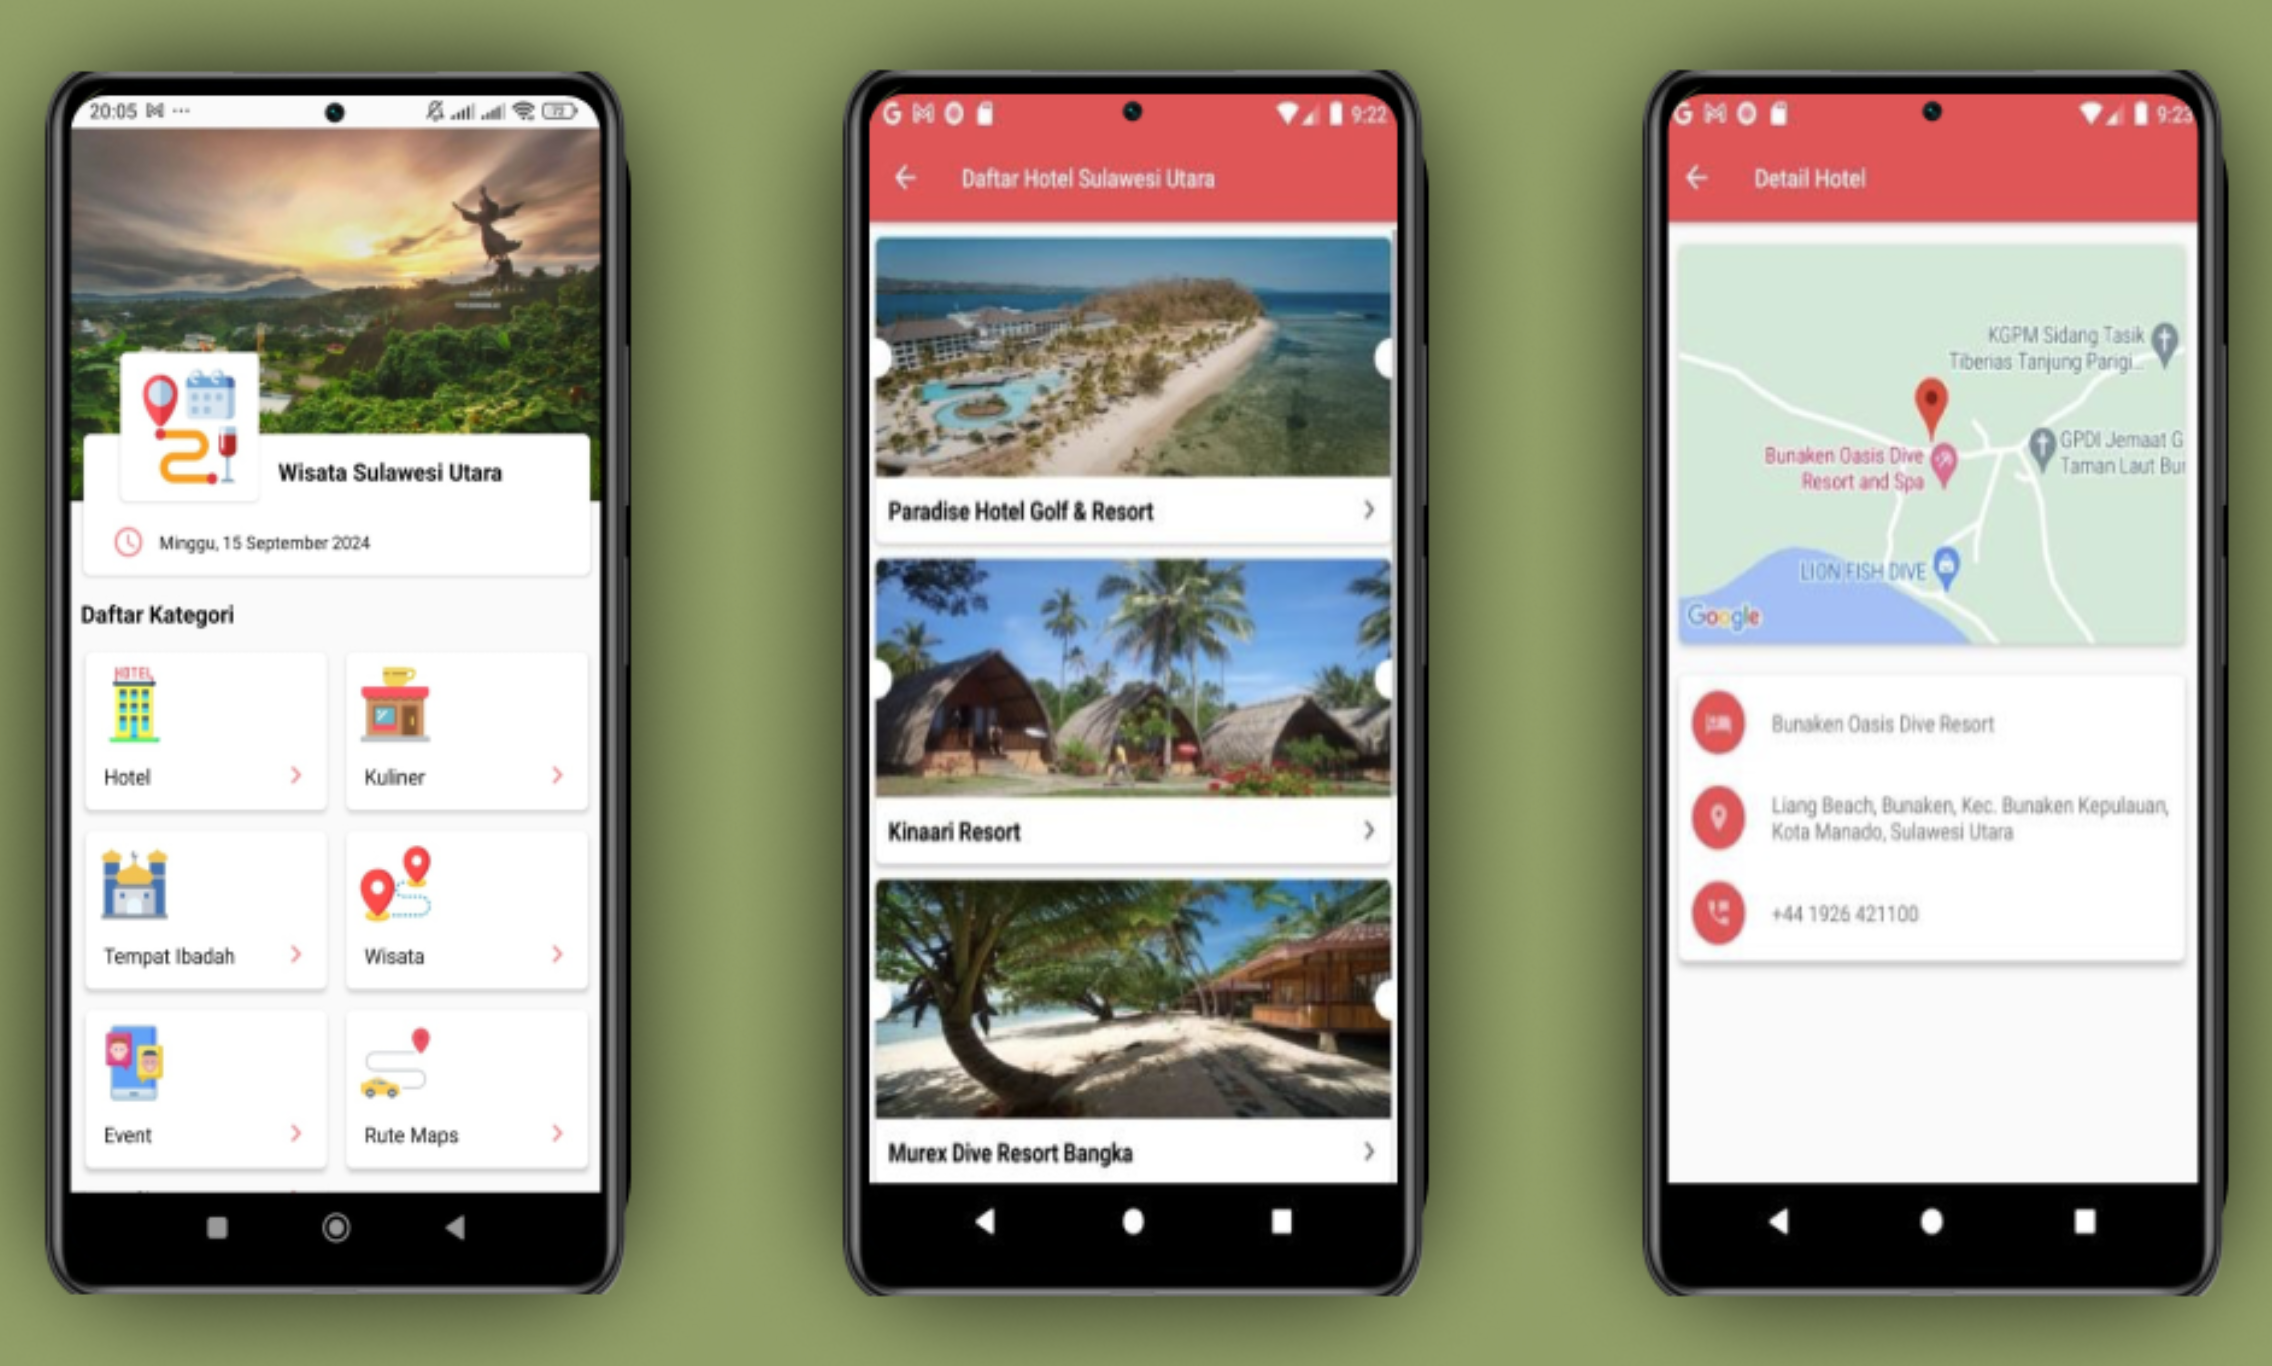 20:05
72
Wisata Sulawesi Utara
Minggu, 15 September 2024
Daftar Kategori
HOTEL
Hotel
Kuliner
Tempat Ibadah
Wisata
Event
Rute Maps
G
9:22
Daftar Hotel Sulawesi Utara
Paradise Hotel Golf & Resort
Kinaari Resort
Murex Dive Resort Bangka
G
9:23
Detail Hotel
KGPM Sidang Tasik
Tiberias Tanjung Parigi...
Bunaken Oasis Dive
Resort and Spa
GPDI Jemaat G
Taman Laut Bu
LION FISH DIVE
Google
Bunaken Oasis Dive Resort
Liang Beach, Bunaken, Kec. Bunaken Kepulauan,
Kota Manado, Sulawesi Utara
+44 1926 421100